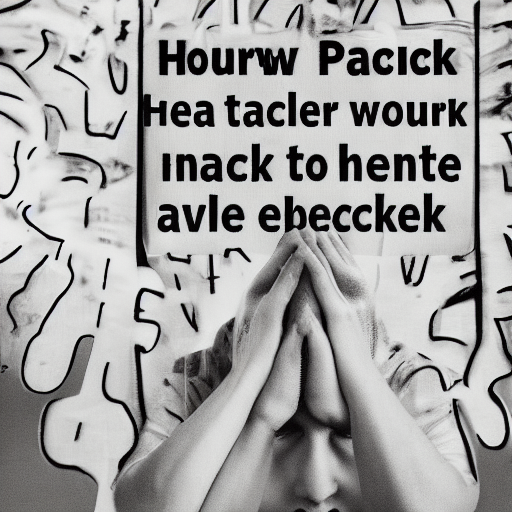 Hourw Pacick
Hea tacler wourk
ınack to hente
avle ebecckek